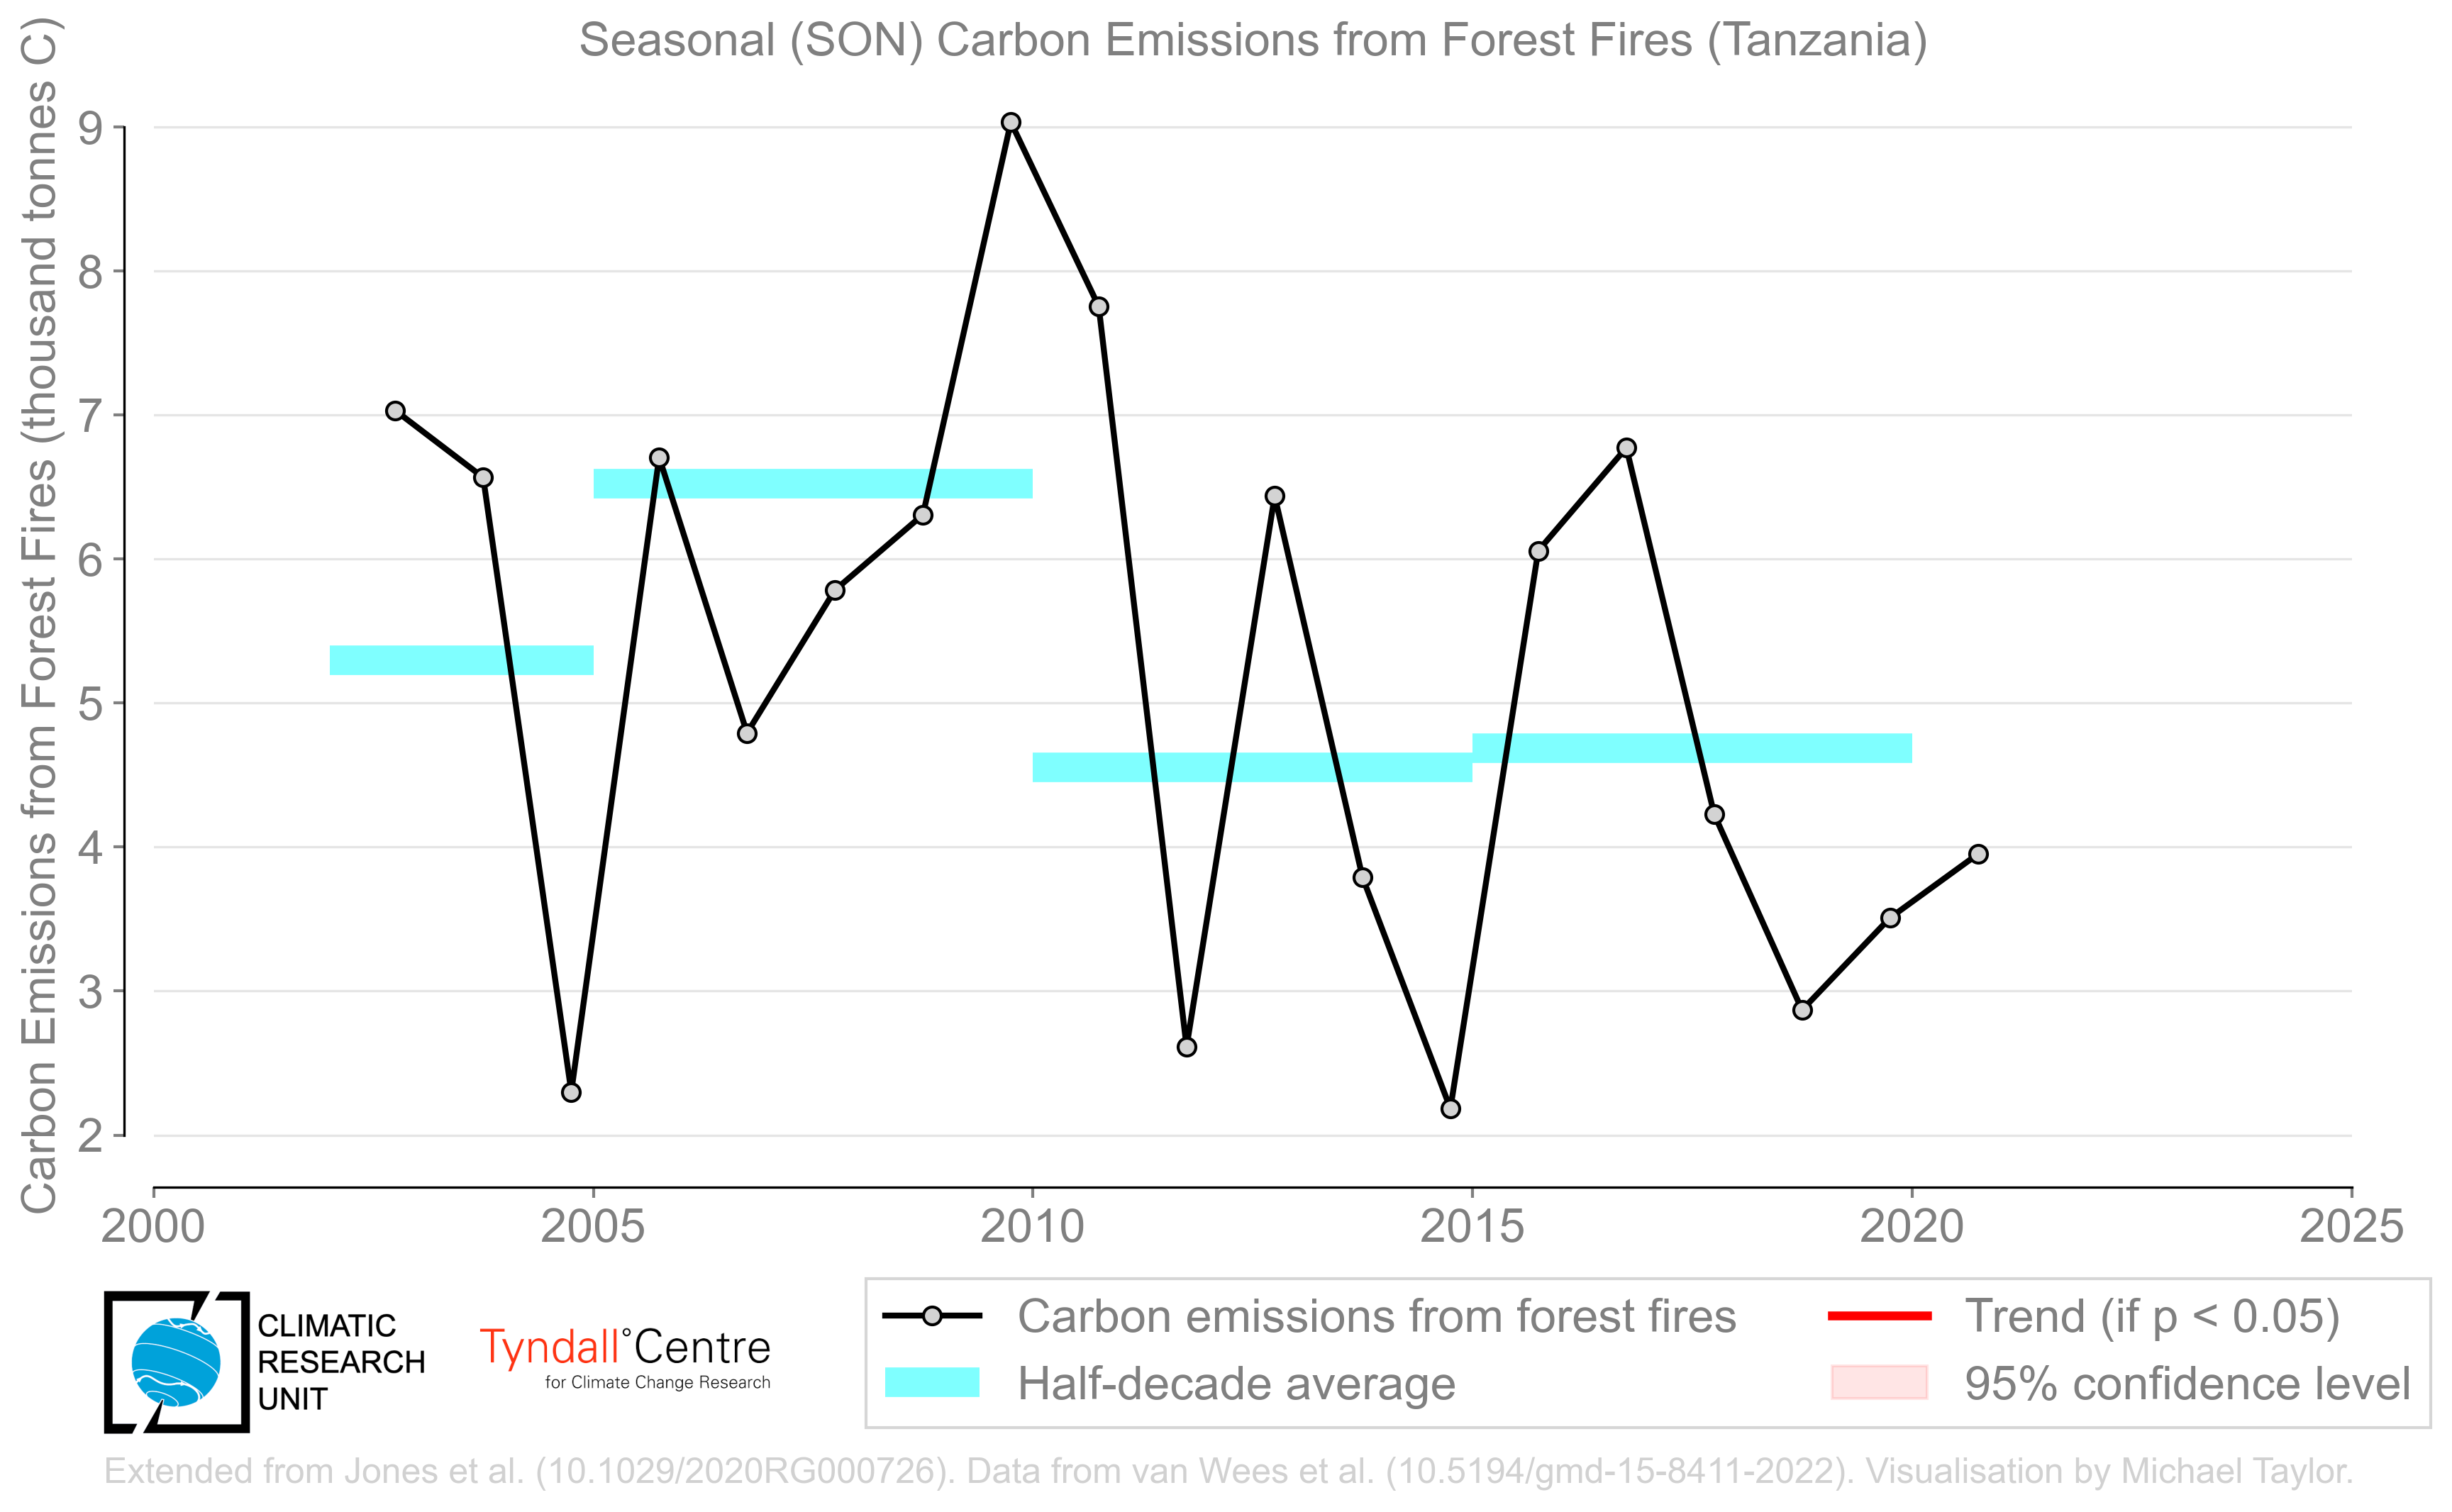 Seasonal (SON) Carbon Emissions from Forest Fires (Tanzania)
Carbon Emissions from Forest Fires (thousand tonnes C)
9
8
7
6
5
4
3
2
2000 2005 2010 2015 2020 2025
Carbon emissions from forest fires
Trend (if p < 0.05)
Half-decade average
95% confidence level
CLIMATIC
RESEARCH
UNIT
Tyndall°Centre
for Climate Change Research
Extended from Jones et al. (10.1029/2020RG000726). Data from van Wees et al. (10.5194/gmd-15-8411-2022). Visualisation by Michael Taylor.